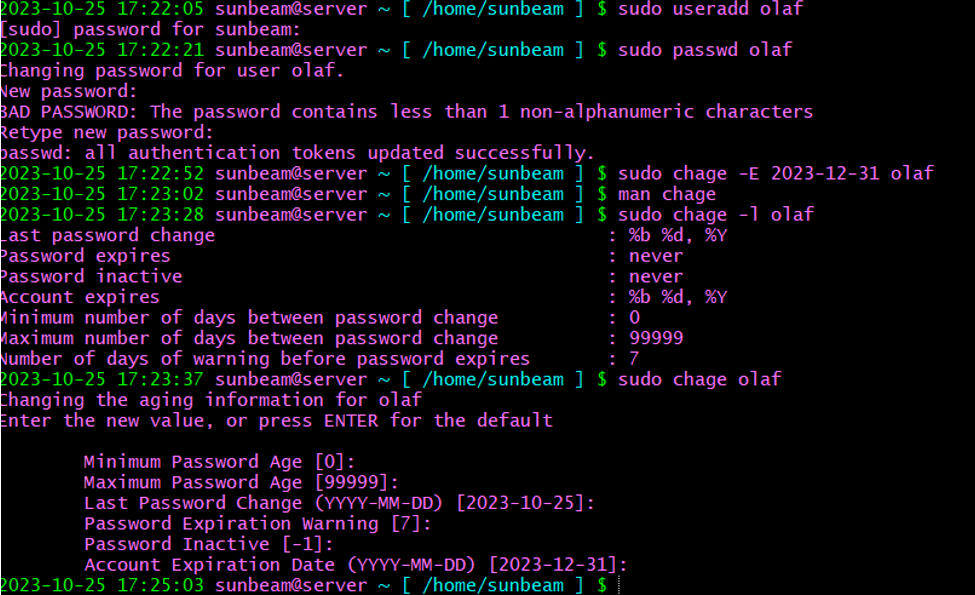 2023-10-25 17:22:05 sunbeam@server ~ [ /home/sunbeam ] $ sudo useradd olaf
[sudo] password for sunbeam:
2023-10-25 17:22:21 sunbeam@server ~ [ /home/sunbeam ] $ sudo passwd olaf
Changing password for user olaf.
New password:
BAD PASSWORD: The password contains less than 1 non-alphanumeric characters
Retype new password:
passwd: all authentication tokens updated successfully.
2023-10-25 17:22:52 sunbeam@server ~ [ /home/sunbeam ] $ sudo chage -E 2023-12-31 olaf
2023-10-25 17:23:02 sunbeam@server ~ [ /home/sunbeam ] $ man chage
2023-10-25 17:23:28 sunbeam@server ~ [ /home/sunbeam ] $ sudo chage -l olaf
Last password change : %b %d, %Y
Password expires : never
Password inactive : never
Account expires : %b %d, %Y
Minimum number of days between password change : 0
Maximum number of days between password change : 99999
Number of days of warning before password expires : 7
2023-10-25 17:23:37 sunbeam@server ~ [ /home/sunbeam ] $ sudo chage olaf
Changing the aging information for olaf
Enter the new value, or press ENTER for the default
Minimum Password Age [0]:
Maximum Password Age [99999]:
Last Password Change (YYYY-MM-DD) [2023-10-25]:
Password Expiration Warning [7]:
Password Inactive [-1]:
Account Expiration Date (YYYY-MM-DD) [2023-12-31]:
2023-10-25 17:25:03 sunbeam@server ~ [ /home/sunbeam ] $